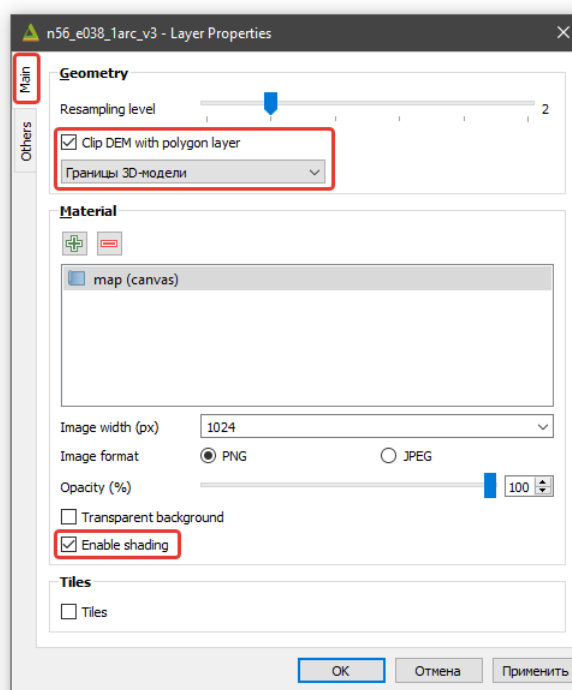 n56_e038_1arc_v3 - Layer Properties
Main
Others
Geometry
Resampling level 2
Clip DEM with polygon layer
Границы 3D-модели
Material
map (canvas)
Image width (px) 1024
Image format PNG JPEG
Opacity (%) 100
Transparent background
Enable shading
Tiles
Tiles
OK Отмена Применить